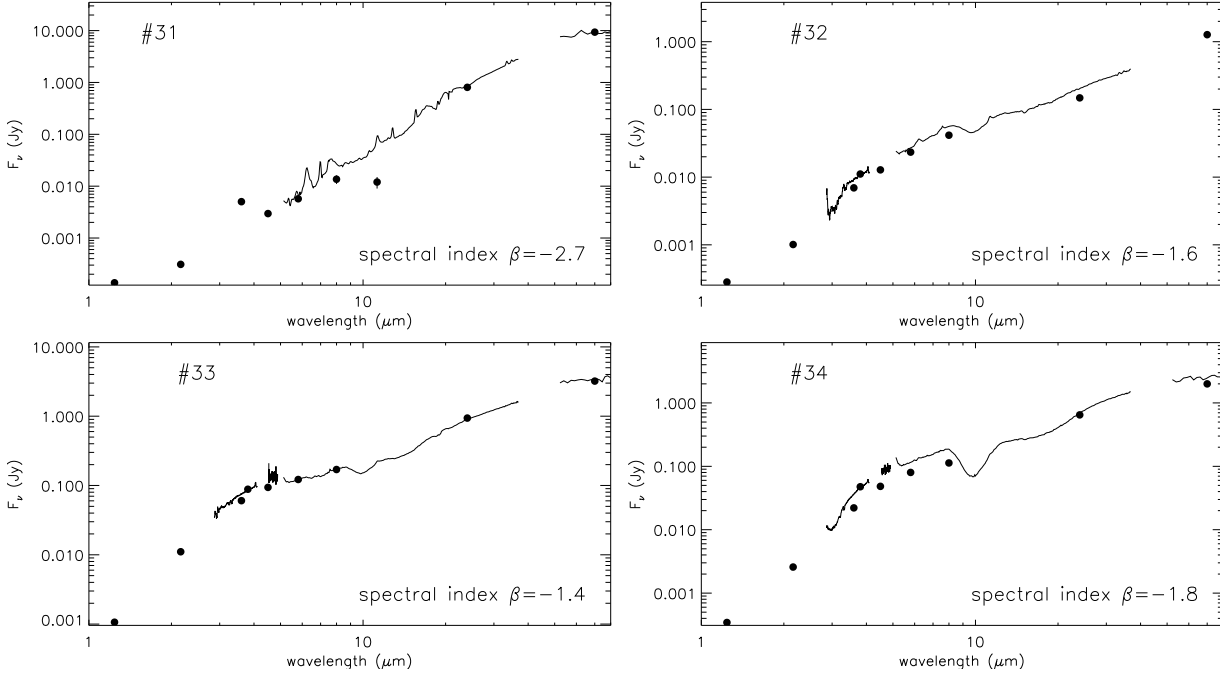 #31
10.000
1.000
0.100
0.010
0.001
F_ν (Jy)
spectral index β=−2.7
1
10
wavelength (μm)
#32
1.000
0.100
0.010
0.001
F_ν (Jy)
spectral index β=−1.6
1
10
wavelength (μm)
#33
10.000
1.000
0.100
0.010
0.001
F_ν (Jy)
spectral index β=−1.4
1
10
wavelength (μm)
#34
1.000
0.100
0.010
0.001
F_ν (Jy)
spectral index β=−1.8
1
10
wavelength (μm)